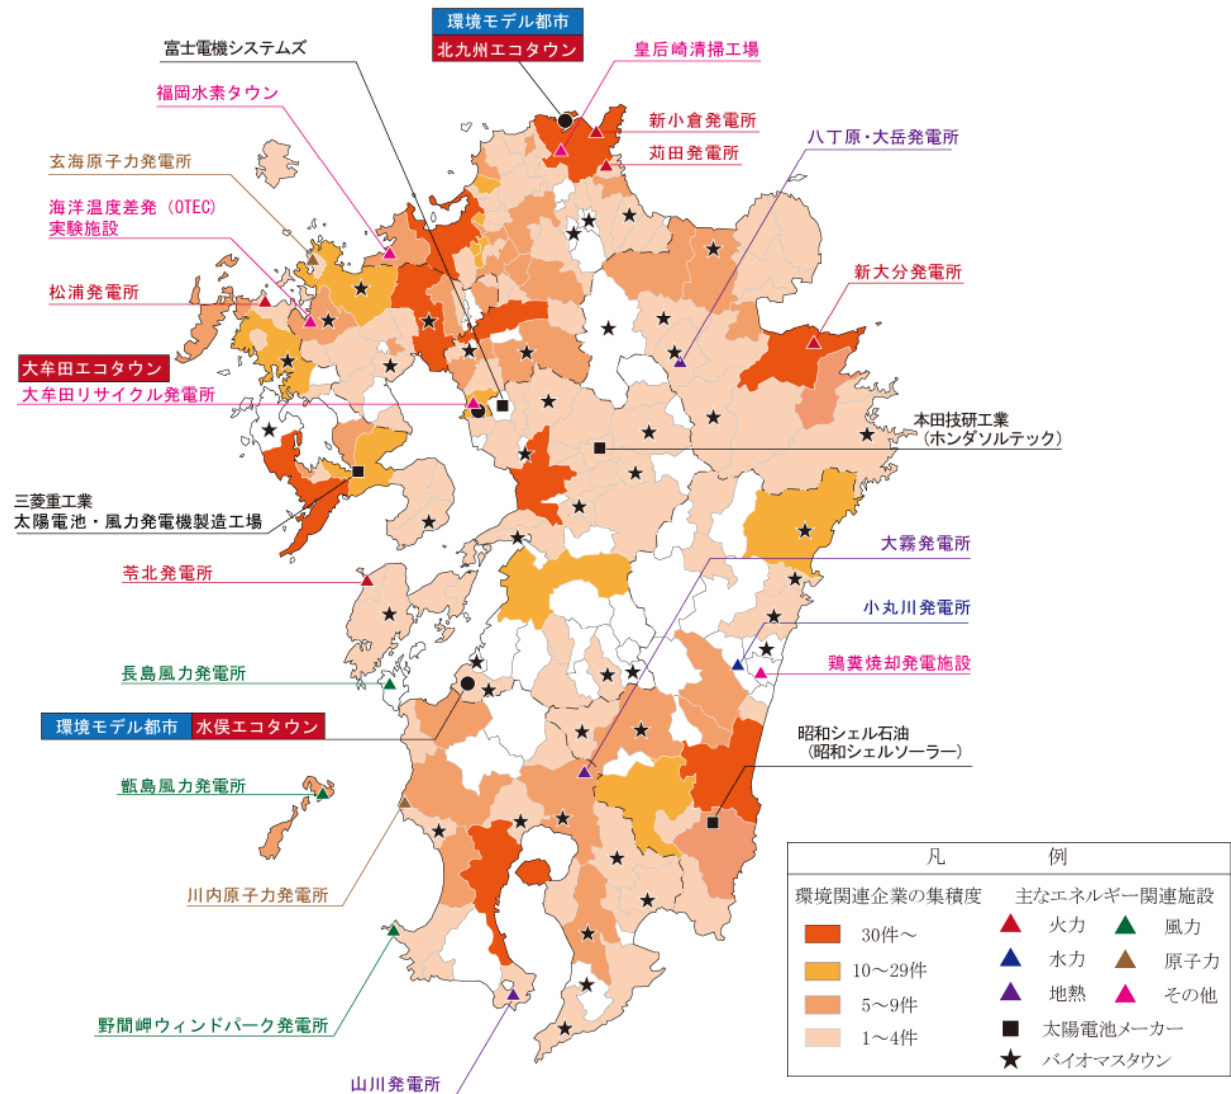 環境モデル都市
北九州エコタウン
富士電機システムズ
皇后崎清掃工場
福岡水素タウン
新小倉発電所
八丁原・大岳発電所
苅田発電所
玄海原子力発電所
海洋温度差発（OTEC）
実験施設
新大分発電所
松浦発電所
大牟田エコタウン
大牟田リサイクル発電所
本田技研工業
（ホンダソルテック）
三菱重工業
太陽電池・風力発電機製造工場
大霧発電所
苓北発電所
小丸川発電所
長島風力発電所
鶏糞焼却発電施設
環境モデル都市 水俣エコタウン
昭和シェル石油
（昭和シェルソーラー）
甑島風力発電所
川内原子力発電所
野間岬ウィンドパーク発電所
山川発電所
凡 例
環境関連企業の集積度
30件～
10～29件
5～9件
1～4件
主なエネルギー関連施設
火力 風力
水力 原子力
地熱 その他
太陽電池メーカー
バイオマスタウン